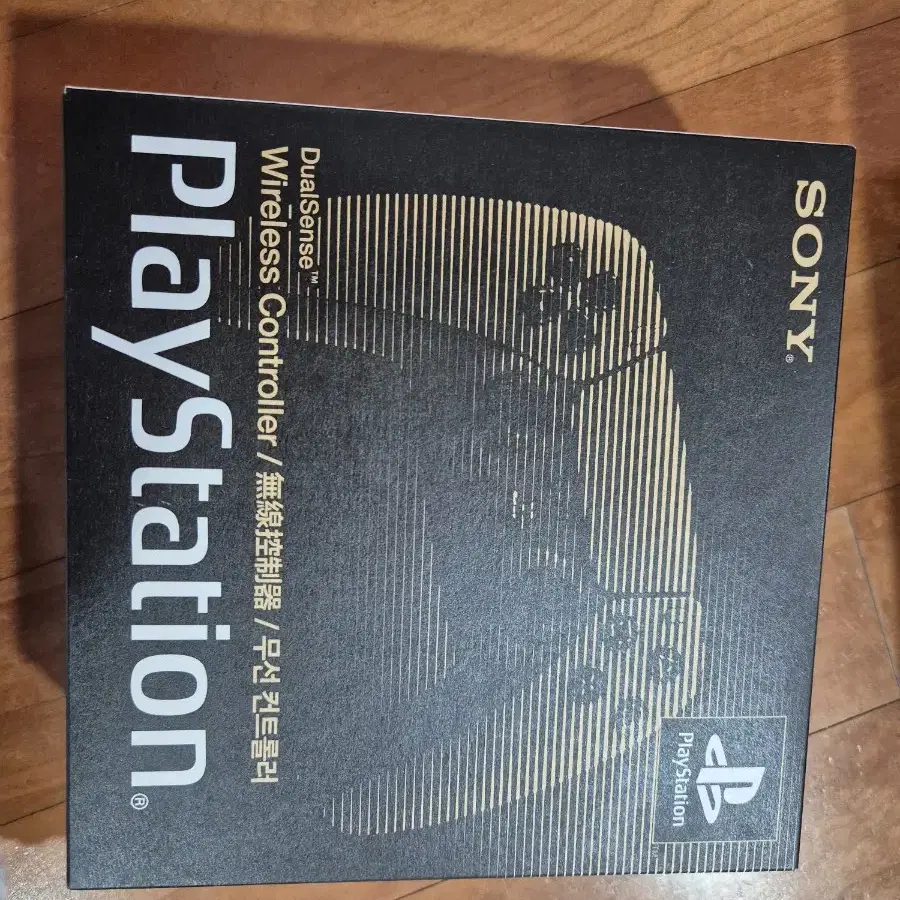 SONY®
PlayStation
DualSense™
Wireless Controller / 無線控制器 / 무선 컨트롤러
PlayStation®